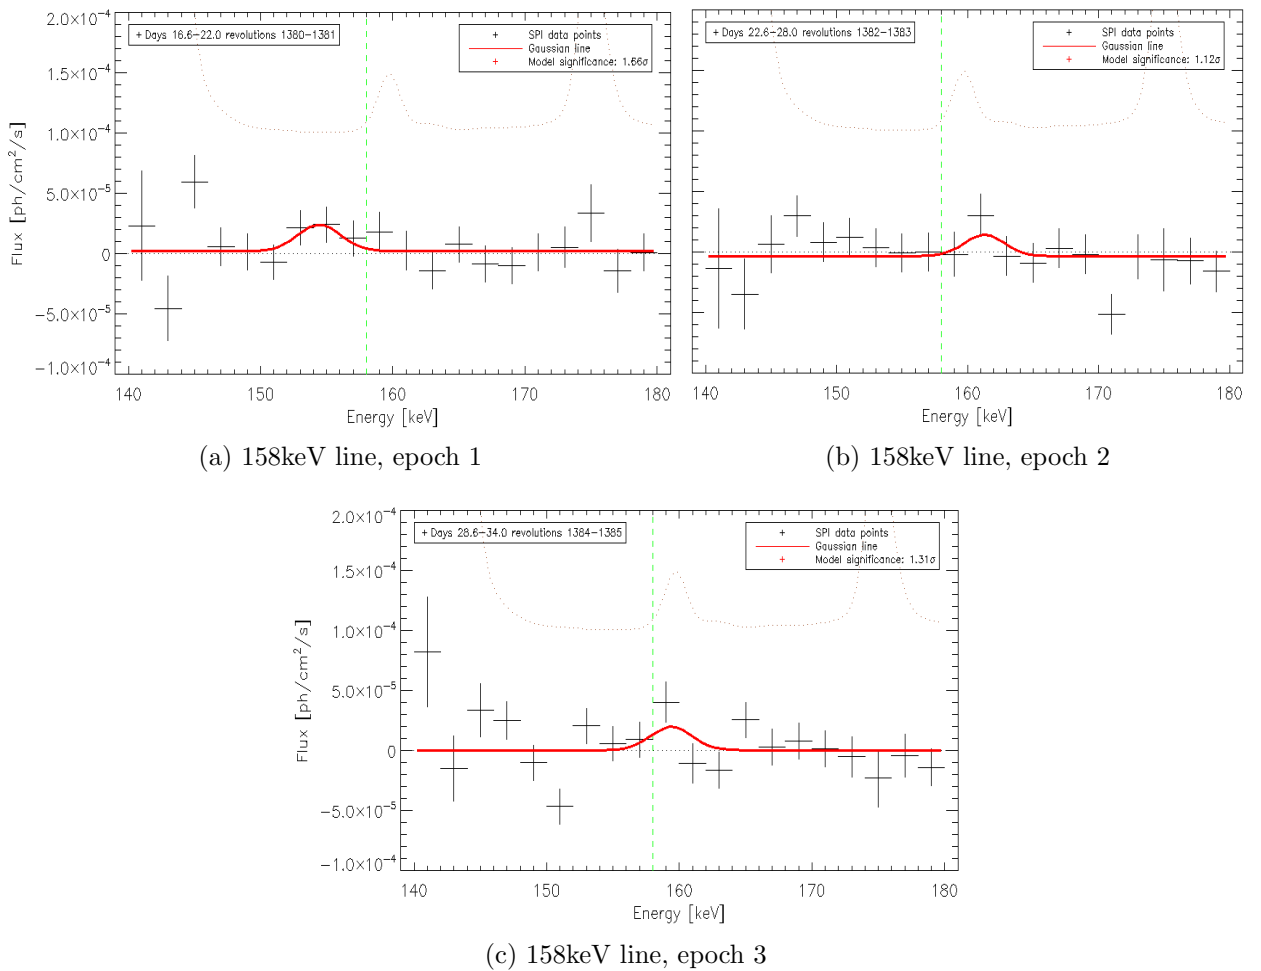 2.0×10⁻⁴
1.5×10⁻⁴
1.0×10⁻⁴
5.0×10⁻⁵
0
−5.0×10⁻⁵
−1.0×10⁻⁴
Flux [ph/cm²/s]
+ Days 16.6−22.0 revolutions 1380−1381
+ SPI data points
Gaussian line
+ Model significance: 1.66σ
140 150 160 170 180
Energy [keV]
(a) 158keV line, epoch 1
+ Days 22.6−28.0 revolutions 1382−1383
+ SPI data points
Gaussian line
+ Model significance: 1.12σ
140 150 160 170 180
Energy [keV]
(b) 158keV line, epoch 2
2.0×10⁻⁴
1.5×10⁻⁴
1.0×10⁻⁴
5.0×10⁻⁵
0
−5.0×10⁻⁵
−1.0×10⁻⁴
Flux [ph/cm²/s]
+ Days 28.6−34.0 revolutions 1384−1385
+ SPI data points
Gaussian line
+ Model significance: 1.31σ
140 150 160 170 180
Energy [keV]
(c) 158keV line, epoch 3